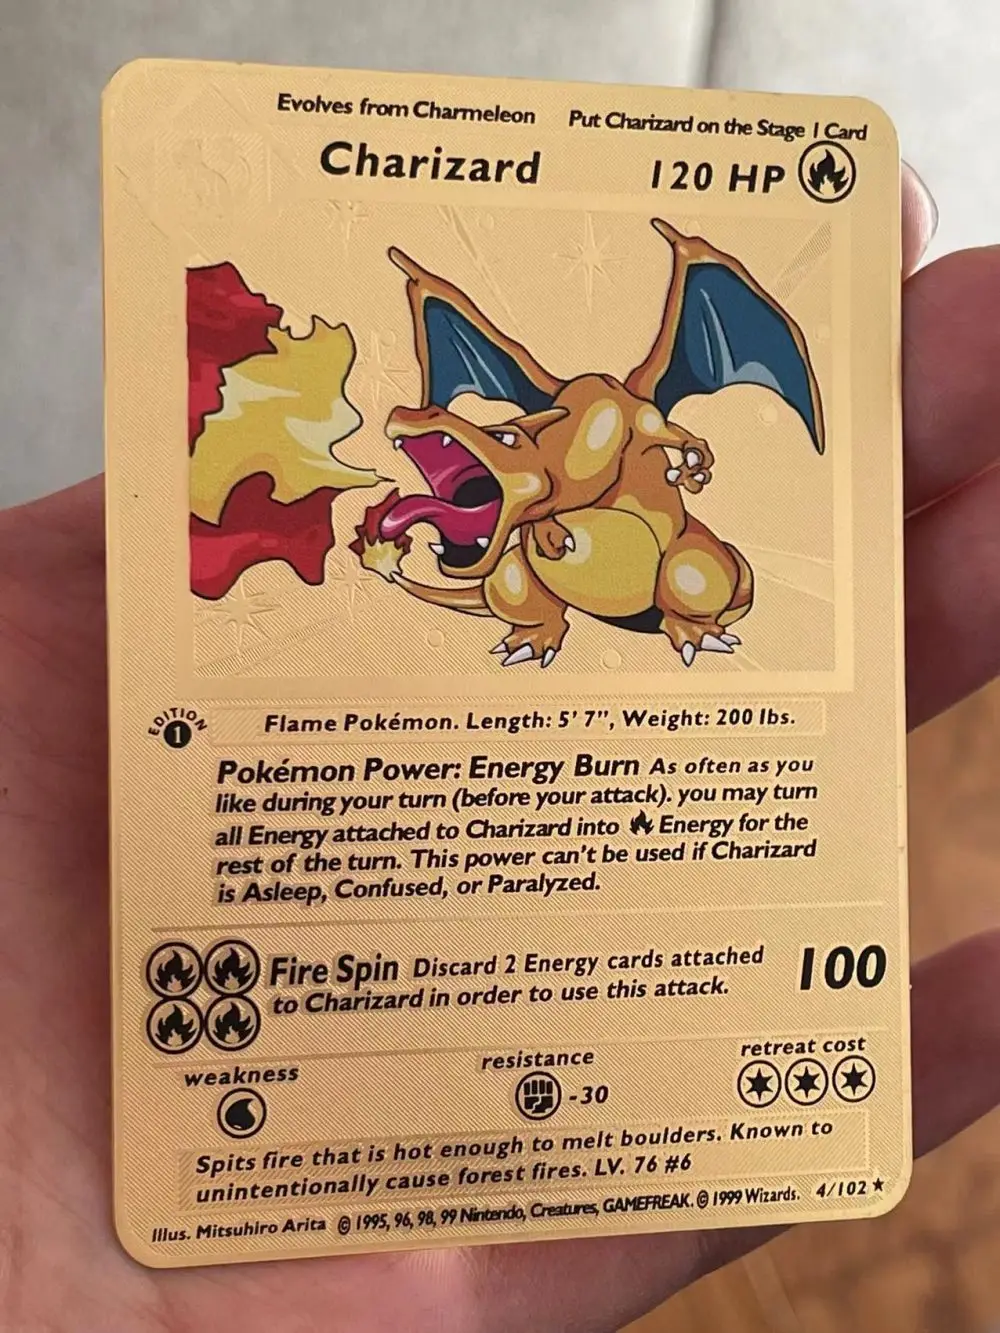 Evolves from Charmeleon Put Charizard on the Stage 1 Card
Charizard 120 HP
EDITION
1
Flame Pokémon. Length: 5' 7", Weight: 200 lbs.
Pokémon Power: Energy Burn As often as you
like during your turn (before your attack). you may turn
all Energy attached to Charizard into Energy for the
rest of the turn. This power can't be used if Charizard
is Asleep, Confused, or Paralyzed.
Fire Spin Discard 2 Energy cards attached
to Charizard in order to use this attack.
100
weakness
resistance
-30
retreat cost
Spits fire that is hot enough to melt boulders. Known to
unintentionally cause forest fires. LV. 76 #6
Illus. Mitsuhiro Arita © 1995, 96, 98, 99 Nintendo, Creatures, GAMEFREAK. © 1999 Wizards. 4/102 ★